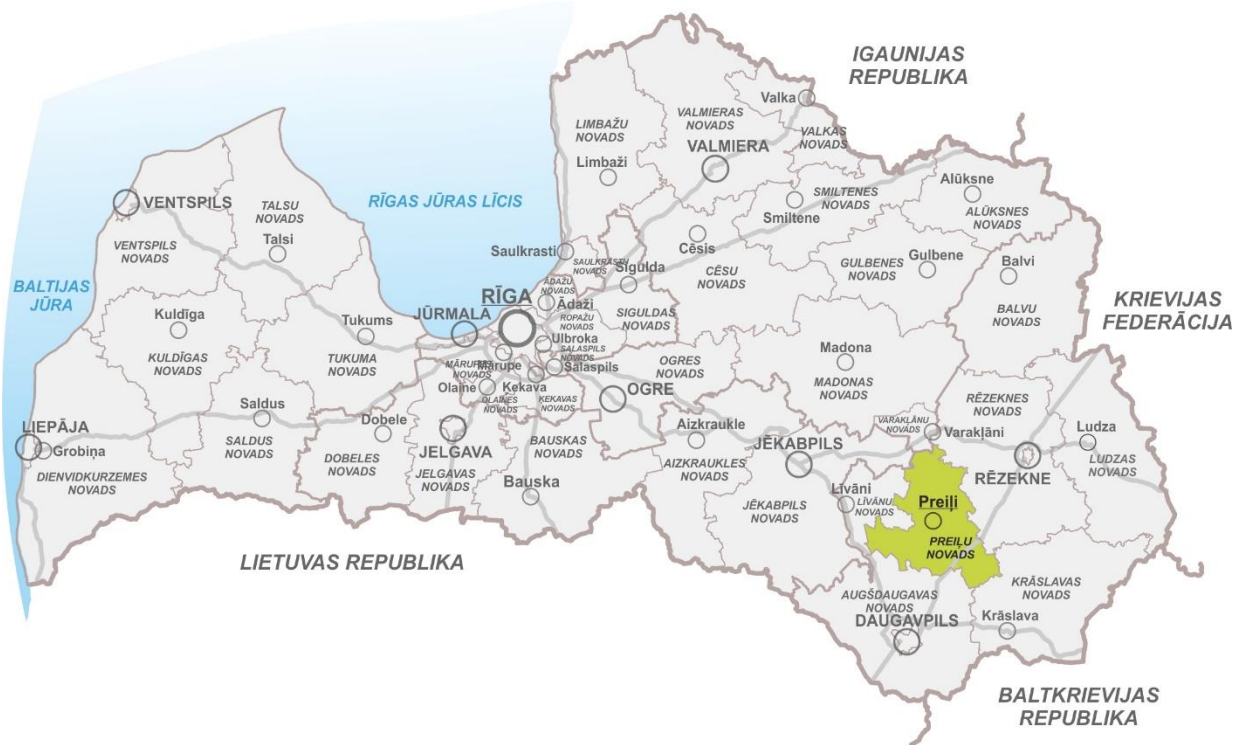 IGAUNIJAS
REPUBLIKA
Valka
LIMBAŽU
NOVADS
VALMIERAS
NOVADS
VALKAS
NOVADS
VALMIERA
Limbaži
Alūksne
SMILTENES
NOVADS
Smiltene
ALŪKSNES
NOVADS
VENTSPILS
TALSU
NOVADS
RĪGAS JŪRAS LĪCIS
Talsi
VENTSPILS
NOVADS
Saulkrasti
SAULKRASTU
NOVADS
Cēsis
Sigulda
CĒSU
NOVADS
GULBENES
NOVADS
Gulbene
Balvi
BALTIJAS
JŪRA
ĀDAŽU
NOVADS
RĪGA
Ādaži
KRIEVIJAS
FEDERĀCIJA
BALVU
NOVADS
Kuldīga
Tukums
JŪRMALA
ROPAŽU
NOVADS
SIGULDAS
NOVADS
Ulbroka
KULDĪGAS
NOVADS
TUKUMA
NOVADS
MĀRUPES
NOVADS
Mārupe
SALASPILS
NOVADS
Salaspils
OGRES
NOVADS
Madona
MADONAS
NOVADS
Olaine
OLAINES
NOVADS
Ķekava
ĶEKAVAS
NOVADS
OGRE
RĒZEKNES
NOVADS
Saldus
Dobele
Aizkraukle
VARAKĻĀNU
NOVADS
Varakļāni
Ludza
LIEPĀJA
Grobiņa
SALDUS
NOVADS
DOBELES
NOVADS
JELGAVA
JELGAVAS
NOVADS
BAUSKAS
NOVADS
Bauska
JĒKABPILS
AIZKRAUKLES
NOVADS
RĒZEKNE
LUDZAS
NOVADS
DIENVIDKURZEMES
NOVADS
Līvāni
LĪVĀNU
NOVADS
Preiļi
JĒKABPILS
NOVADS
PREIĻU
NOVADS
LIETUVAS REPUBLIKA
KRĀSLAVAS
NOVADS
AUGŠDAUGAVAS
NOVADS
DAUGAVPILS
Krāslava
BALTKRIEVIJAS
REPUBLIKA